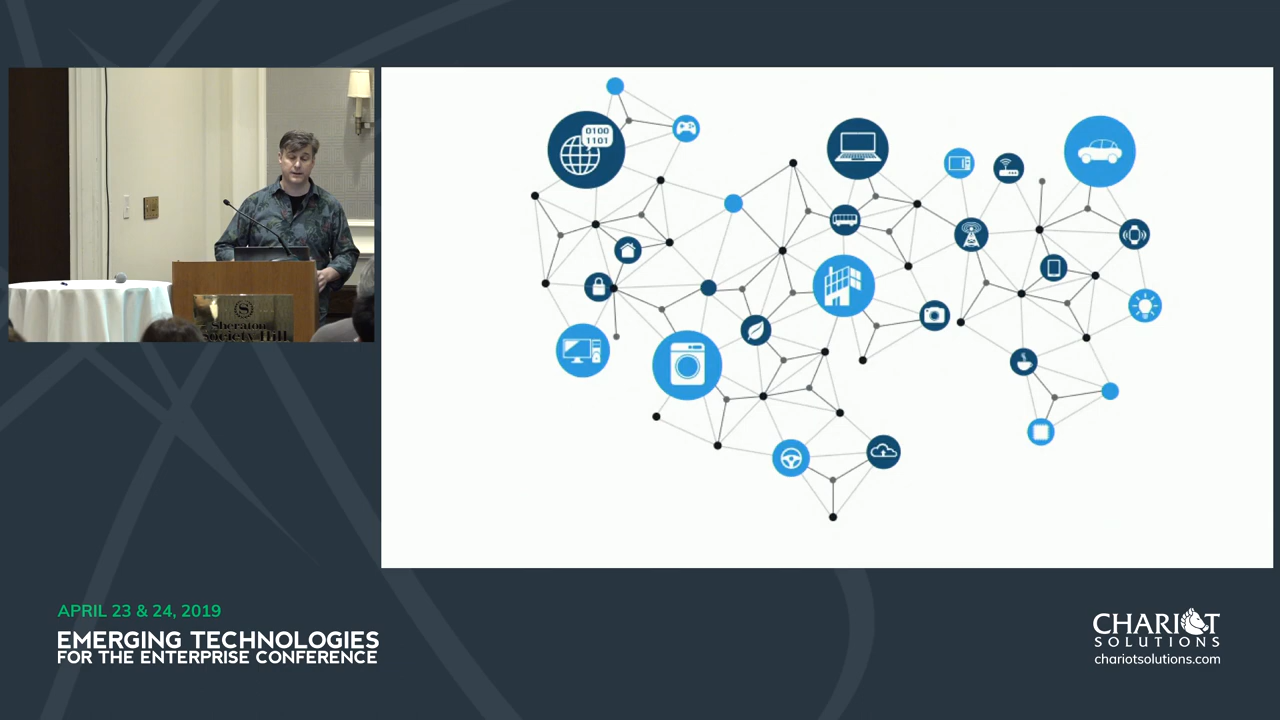 0100
1101
Sheraton
Society Hill
APRIL 23 & 24, 2019
EMERGING TECHNOLOGIES
FOR THE ENTERPRISE CONFERENCE
CHARIOT
SOLUTIONS
chariotsolutions.com